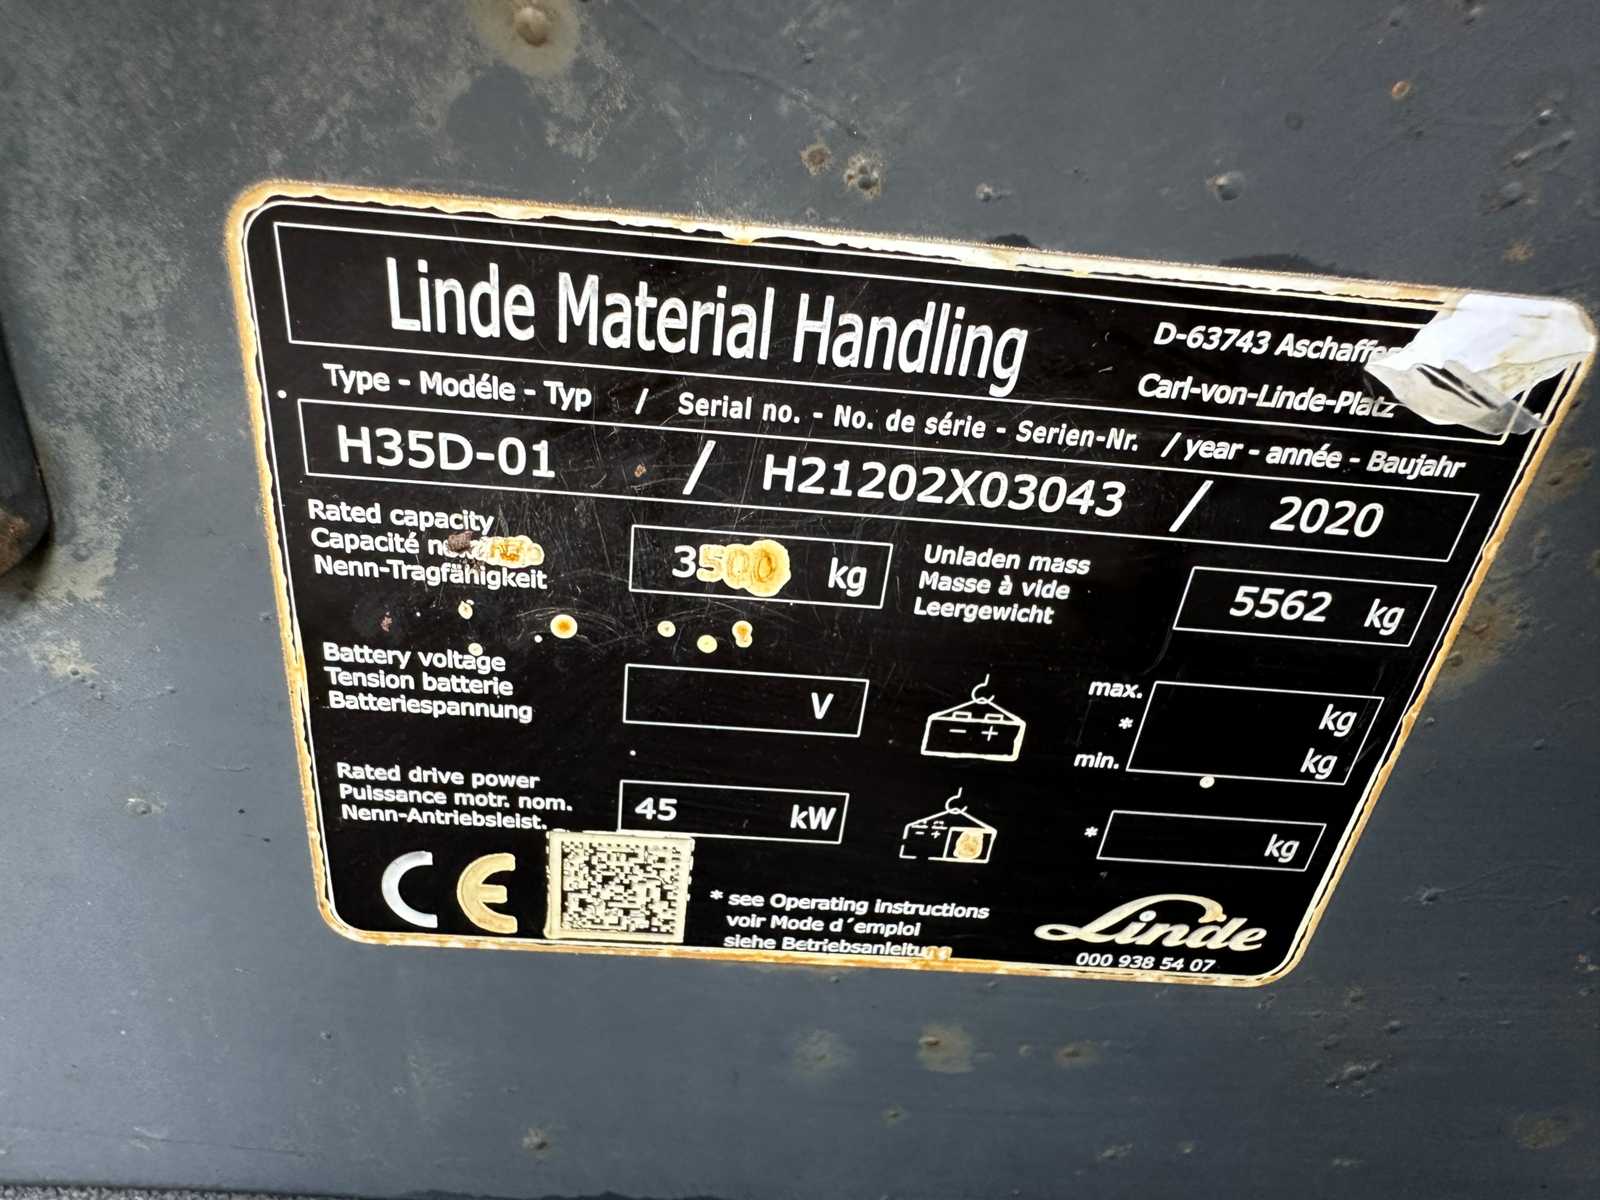 Linde Material Handling
D-63743
Carl-von-Linde-Platz
Type - Modéle - Typ / Serial no. - No. de série - Serien-Nr. / year - année - Baujahr
H35D-01 / H21202X03043 / 2020
Rated capacity
Capacité
Nenn-Tragfähigkeit
3500 kg
Unladen mass
Masse à vide
Leergewicht
5562 kg
Battery voltage
Tension batterie
Batteriespannung
V
max.
*
min.
kg
kg
Rated drive power
Puissance motr. nom.
Nenn-Antriebsleist.
45 kW
*
kg
CE
* see Operating instructions
voir Mode d´emploi
siehe Betriebsanleitung
Linde
000 938 54 07